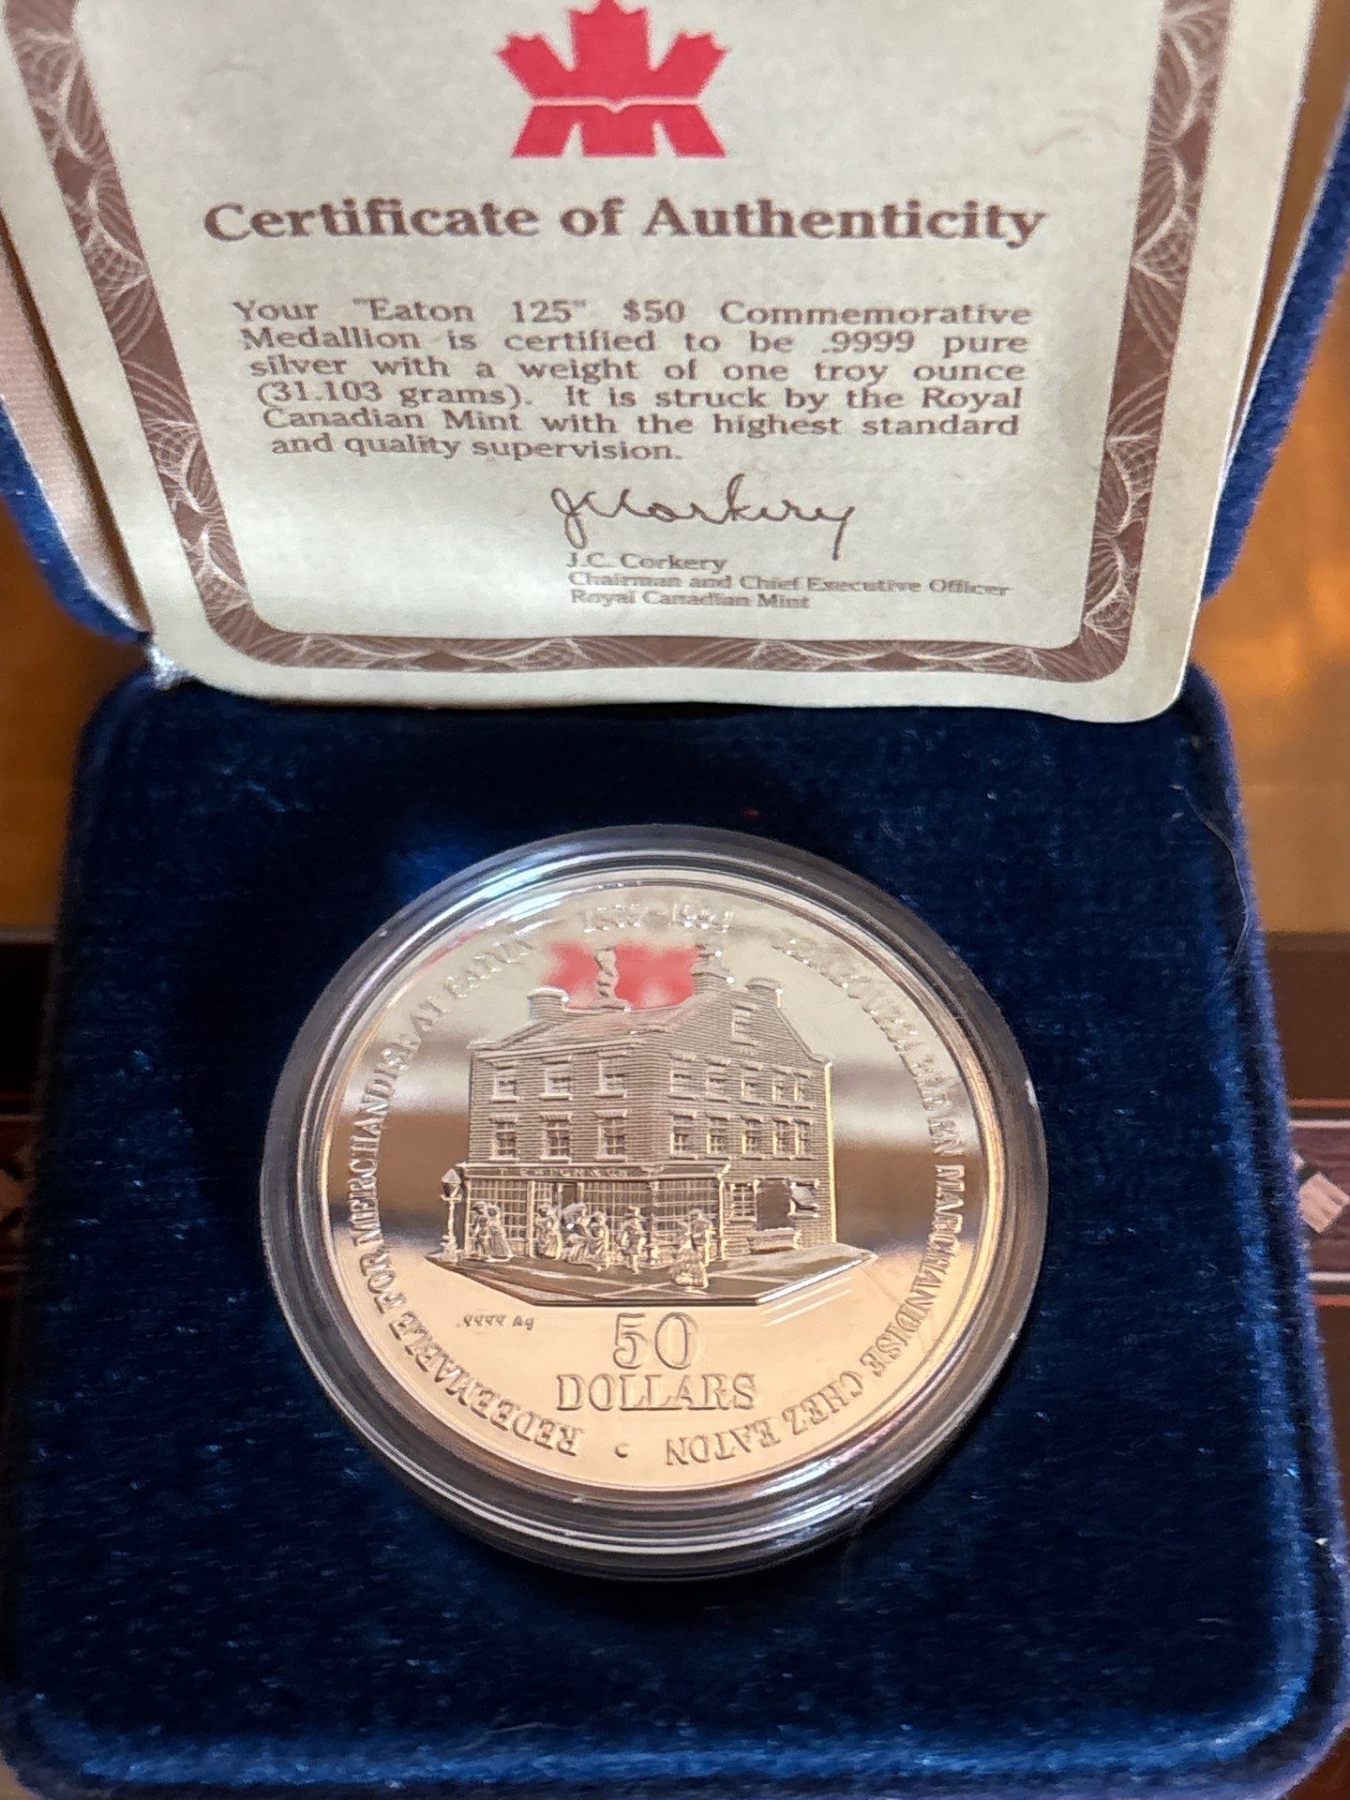 Certificate of Authenticity
Your "Eaton 125" $50 Commemorative
Medallion is certified to be .9999 pure
silver with a weight of one troy ounce
(31.103 grams). It is struck by the Royal
Canadian Mint with the highest standard
and quality supervision.
J.C. Corkery
J.C. Corkery
Chairman and Chief Executive Officer
Royal Canadian Mint
REDEEMABLE FOR MERCHANDISE AT EATON
EN MARCHANDISE CHEZ EATON
T. EATON & Co
.9999 Ag
50
DOLLARS